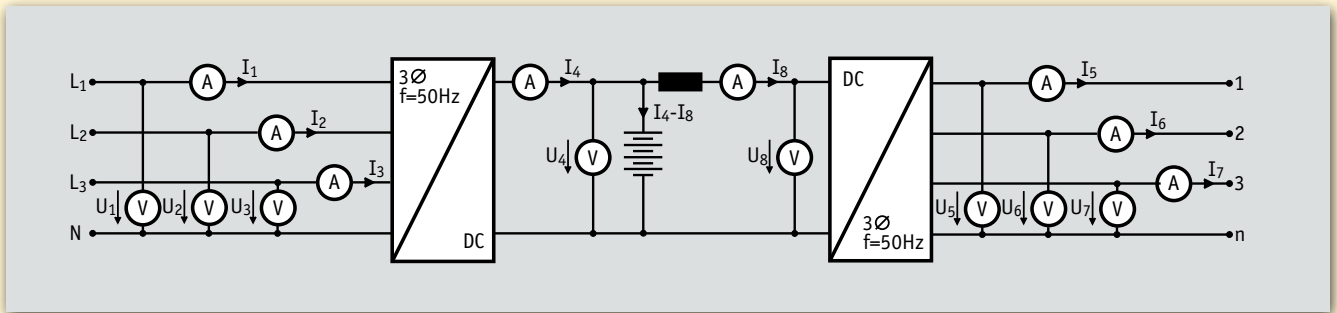 L1 A I1 3Ø f=50Hz A I4 A I8 DC A I5 1
I4-I8
L2 A I2 A I6 2
U4 V U8 V
L3 A I3 A I7 3
U1 V U2 V U3 V 3Ø f=50Hz U5 V U6 V U7 V
N DC n